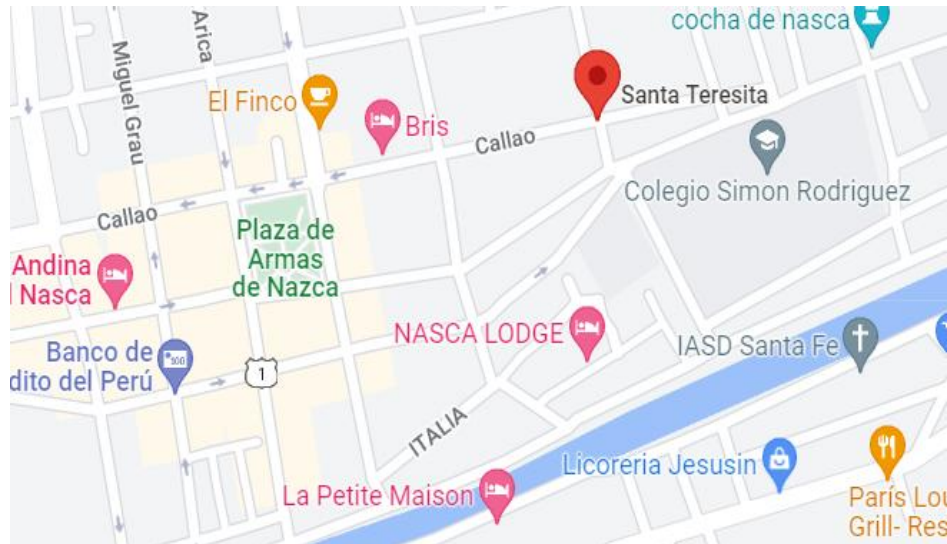 cocha de nasca
Arica
Miguel Grau
El Finco
Santa Teresita
Bris
Callao
Colegio Simon Rodriguez
Callao
Plaza de
Armas
de Nazca
Andina
l Nasca
NASCA LODGE
IASD Santa Fe
Banco de
dito del Perú
500
1
ITALIA
Licoreria Jesusin
La Petite Maison
París Lou
Grill- Res